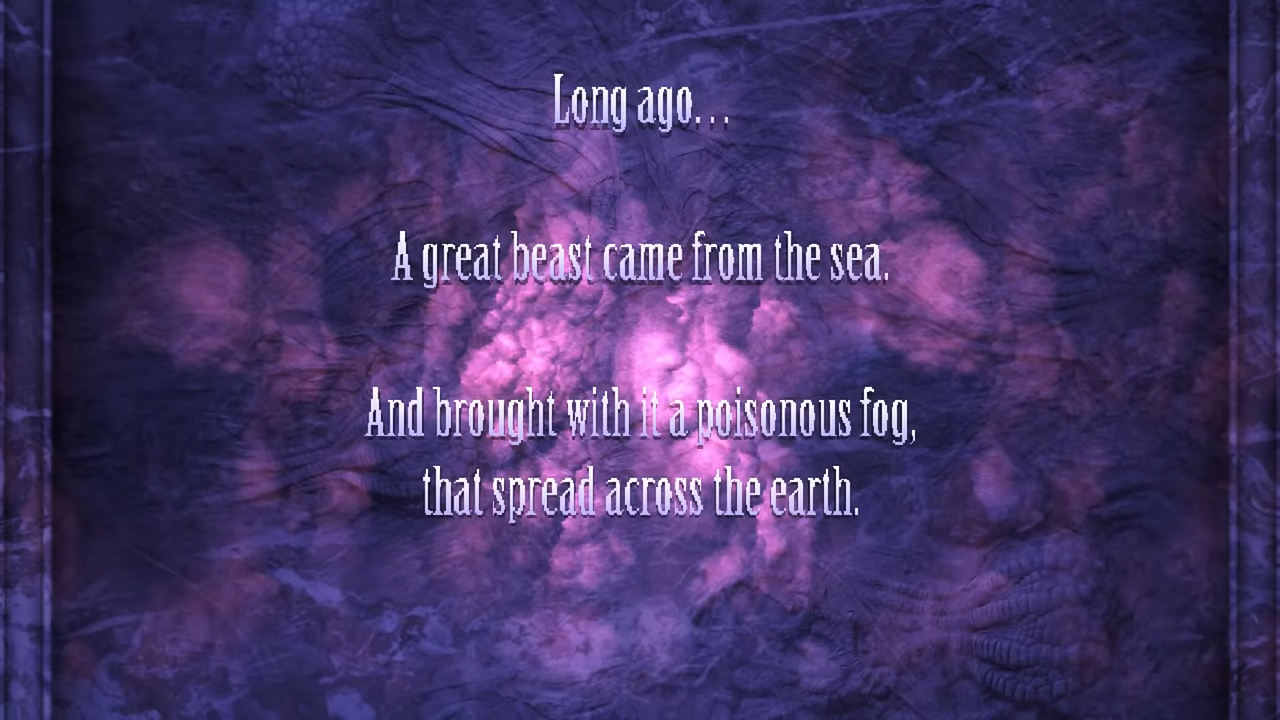 Long ago...
A great beast came from the sea.
And brought with it a poisonous fog,
that spread across the earth.